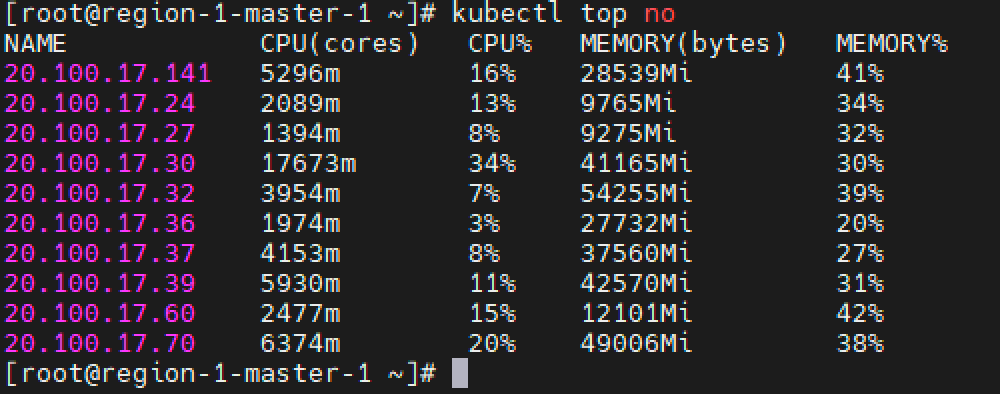 [root@region-1-master-1 ~]# kubectl top no
NAME CPU(cores) CPU% MEMORY(bytes) MEMORY%
20.100.17.141 5296m 16% 28539Mi 41%
20.100.17.24 2089m 13% 9765Mi 34%
20.100.17.27 1394m 8% 9275Mi 32%
20.100.17.30 17673m 34% 41165Mi 30%
20.100.17.32 3954m 7% 54255Mi 39%
20.100.17.36 1974m 3% 27732Mi 20%
20.100.17.37 4153m 8% 37560Mi 27%
20.100.17.39 5930m 11% 42570Mi 31%
20.100.17.60 2477m 15% 12101Mi 42%
20.100.17.70 6374m 20% 49006Mi 38%
[root@region-1-master-1 ~]#